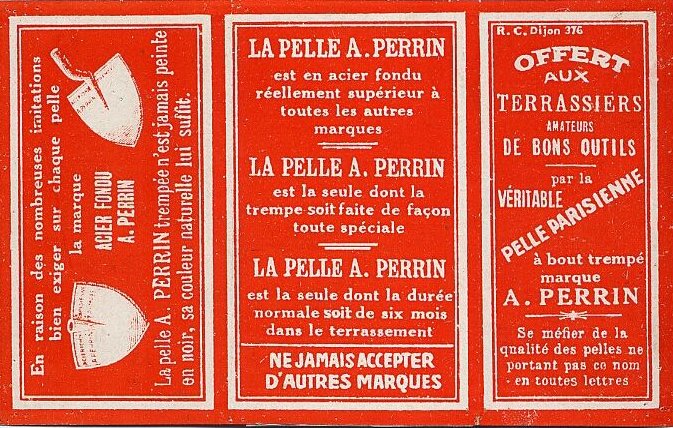 En raison des nombreuses imitations
bien exiger sur chaque pelle
la marque
ACIER FONDU
A. PERRIN
La pelle A. PERRIN trempée n'est jamais peinte
en noir, sa couleur naturelle lui suffit.
LA PELLE A. PERRIN
est en acier fondu
réellement supérieur à
toutes les autres
marques
LA PELLE A. PERRIN
est la seule dont la
trempe soit faite de façon
toute spéciale
LA PELLE A. PERRIN
est la seule dont la durée
normale soit de six mois
dans le terrassement
NE JAMAIS ACCEPTER
D'AUTRES MARQUES
R. C. Dijon 376
OFFERT
AUX
TERRASSIERS
AMATEURS
DE BONS OUTILS
par la
VÉRITABLE
PELLE PARISIENNE
à bout trempé
marque
A. PERRIN
Se méfier de la
qualité des pelles ne
portant pas ce nom
en toutes lettres